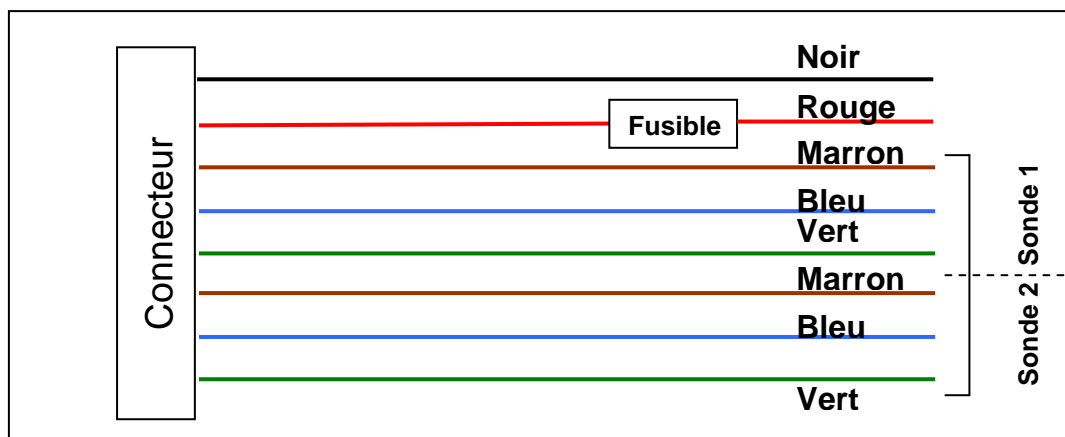 Connecteur
Noir
Rouge
Fusible
Marron
Bleu
Vert
Marron
Bleu
Vert
Sonde 1
Sonde 2